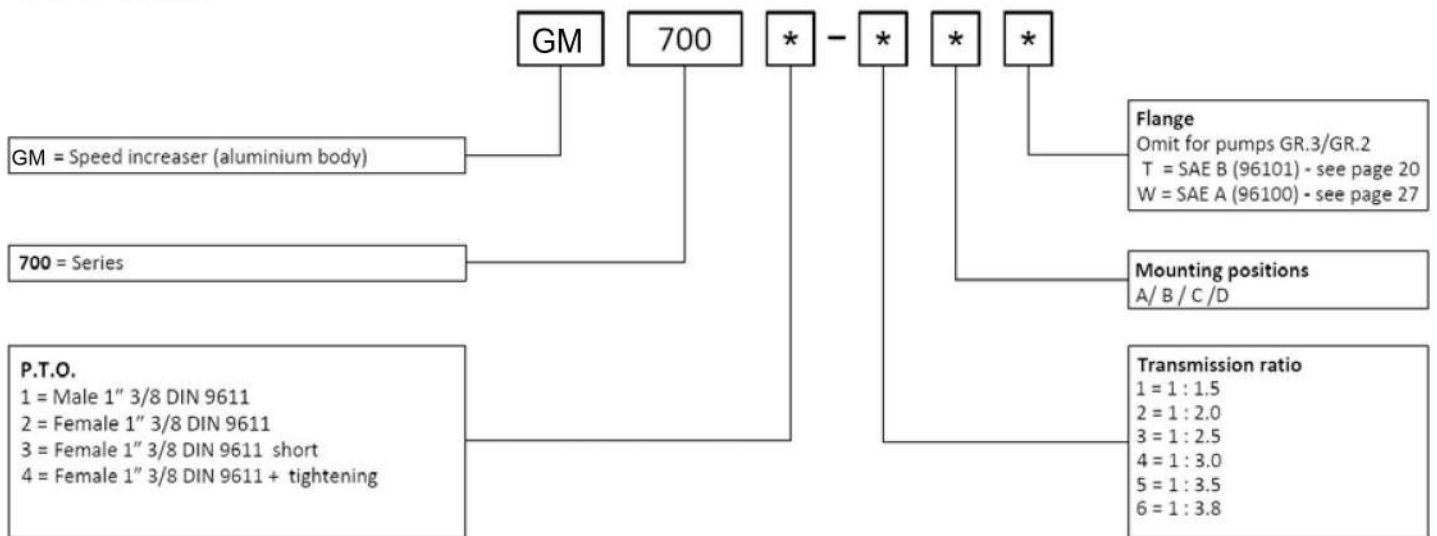 GM 700 * - * * *
GM = Speed increaser (aluminium body)
700 = Series
P.T.O.
1 = Male 1" 3/8 DIN 9611
2 = Female 1" 3/8 DIN 9611
3 = Female 1" 3/8 DIN 9611 short
4 = Female 1" 3/8 DIN 9611 + tightening
Flange
Omit for pumps GR.3/GR.2
T = SAE B (96101) - see page 20
W = SAE A (96100) - see page 27
Mounting positions
A/ B / C /D
Transmission ratio
1 = 1 : 1.5
2 = 1 : 2.0
3 = 1 : 2.5
4 = 1 : 3.0
5 = 1 : 3.5
6 = 1 : 3.8